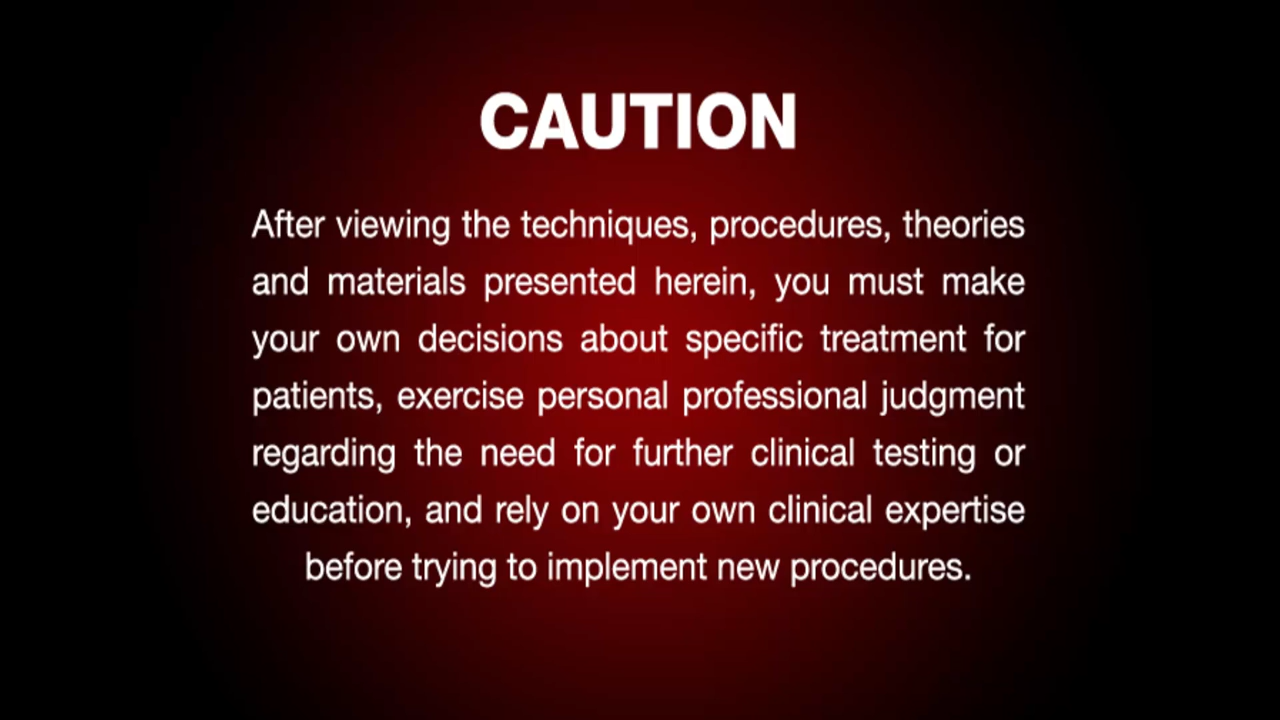 CAUTION
After viewing the techniques, procedures, theories
and materials presented herein, you must make
your own decisions about specific treatment for
patients, exercise personal professional judgment
regarding the need for further clinical testing or
education, and rely on your own clinical expertise
before trying to implement new procedures.